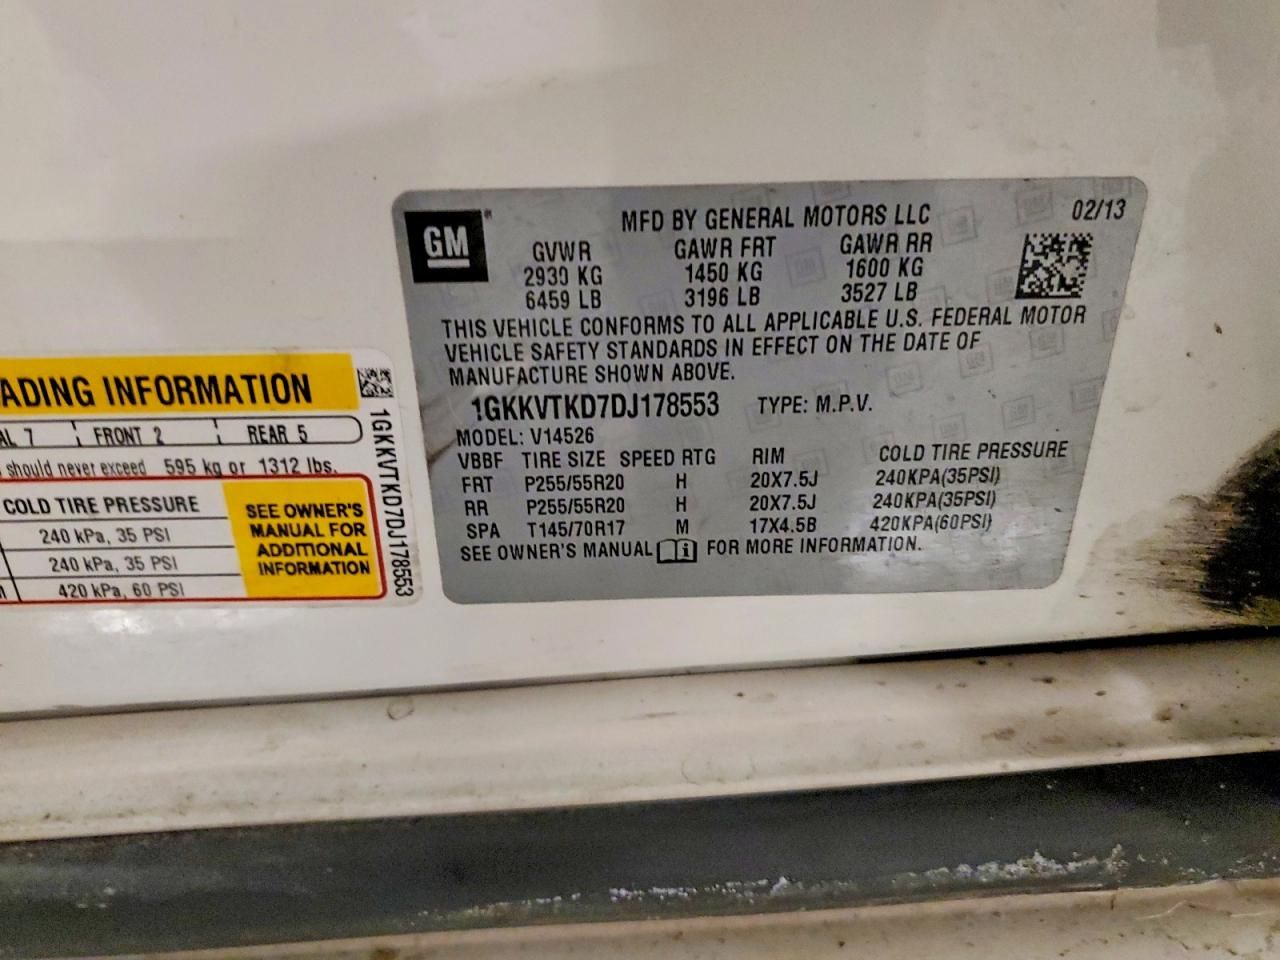 GM
MFD BY GENERAL MOTORS LLC 02/13
GVWR GAWR FRT GAWR RR
2930 KG 1450 KG 1600 KG
6459 LB 3196 LB 3527 LB
THIS VEHICLE CONFORMS TO ALL APPLICABLE U.S. FEDERAL MOTOR
VEHICLE SAFETY STANDARDS IN EFFECT ON THE DATE OF
MANUFACTURE SHOWN ABOVE.
1GKKVTKD7DJ178553 TYPE: M.P.V.
MODEL: V14526
VBBF TIRE SIZE SPEED RTG RIM COLD TIRE PRESSURE
FRT P255/55R20 H 20X7.5J 240KPA(35PSI)
RR P255/55R20 H 20X7.5J 240KPA(35PSI)
SPA T145/70R17 M 17X4.5B 420KPA(60PSI)
SEE OWNER'S MANUAL FOR MORE INFORMATION.
ADING INFORMATION
AL 7 FRONT 2 REAR 5
should never exceed 595 kg or 1312 lbs.
COLD TIRE PRESSURE
240 kPa, 35 PSI
240 kPa, 35 PSI
420 kPa, 60 PSI
SEE OWNER'S
MANUAL FOR
ADDITIONAL
INFORMATION
1GKKVTKD7DJ178553